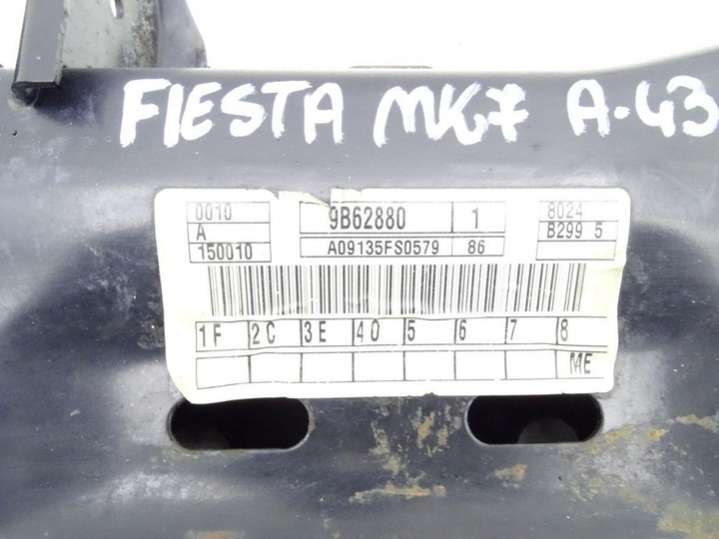 FIESTA MK7 A-43
0010 9B62880 1 8024
A B299 5
150010 A09135FS0579 86
1F 2C 3E 40 5 6 7 8
ME